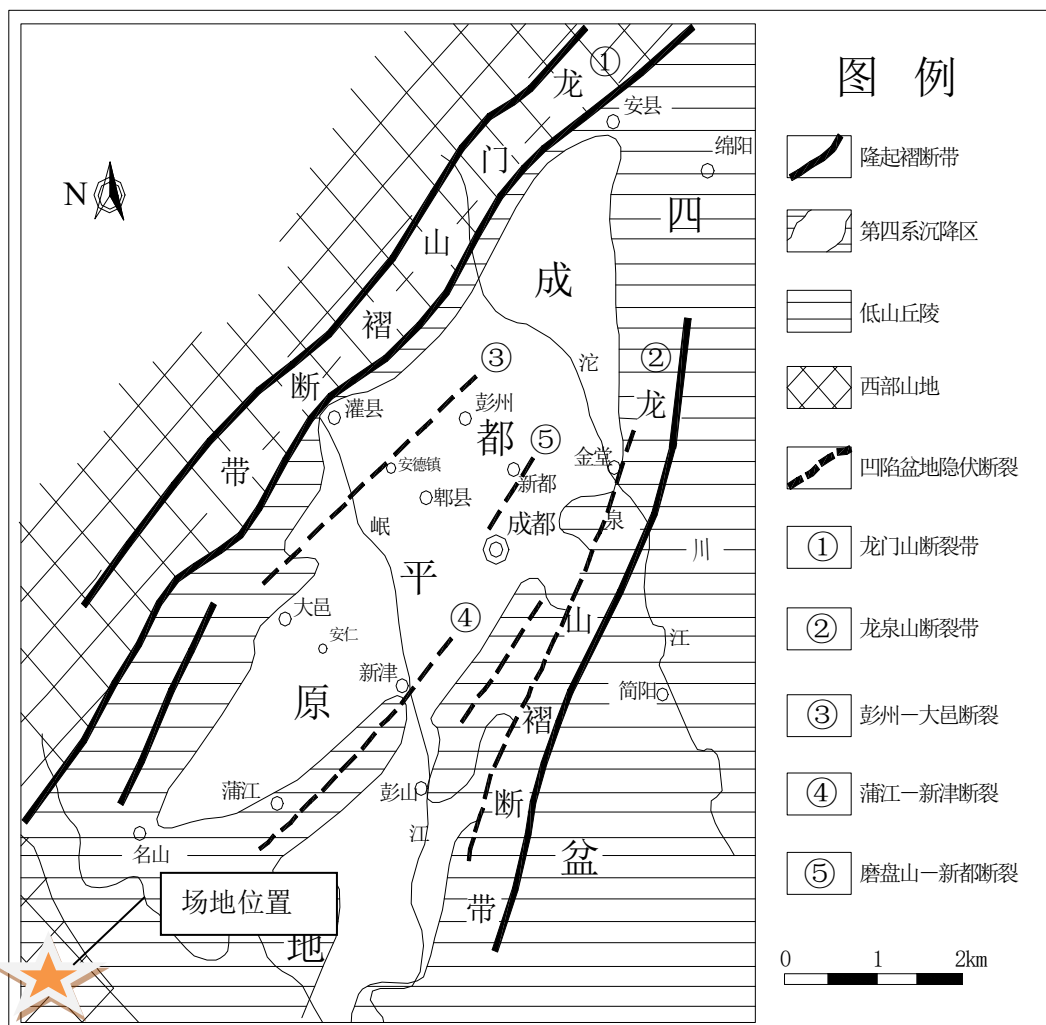 龙
①
安县
门
绵阳
N
四
山
成
褶
③
沱
②
断
灌县
彭州
龙
带
都
⑤
安德镇
新都
金堂
郫县
岷
成都
泉
川
平
大邑
④
山
安仁
江
新津
简阳
原
褶
蒲江
彭山
断
江
名山
盆
场地位置
带
地
图 例
隆起褶断带
第四系沉降区
低山丘陵
西部山地
凹陷盆地隐伏断裂
① 龙门山断裂带
② 龙泉山断裂带
③ 彭州－大邑断裂
④ 蒲江－新津断裂
⑤ 磨盘山－新都断裂
0 1 2km